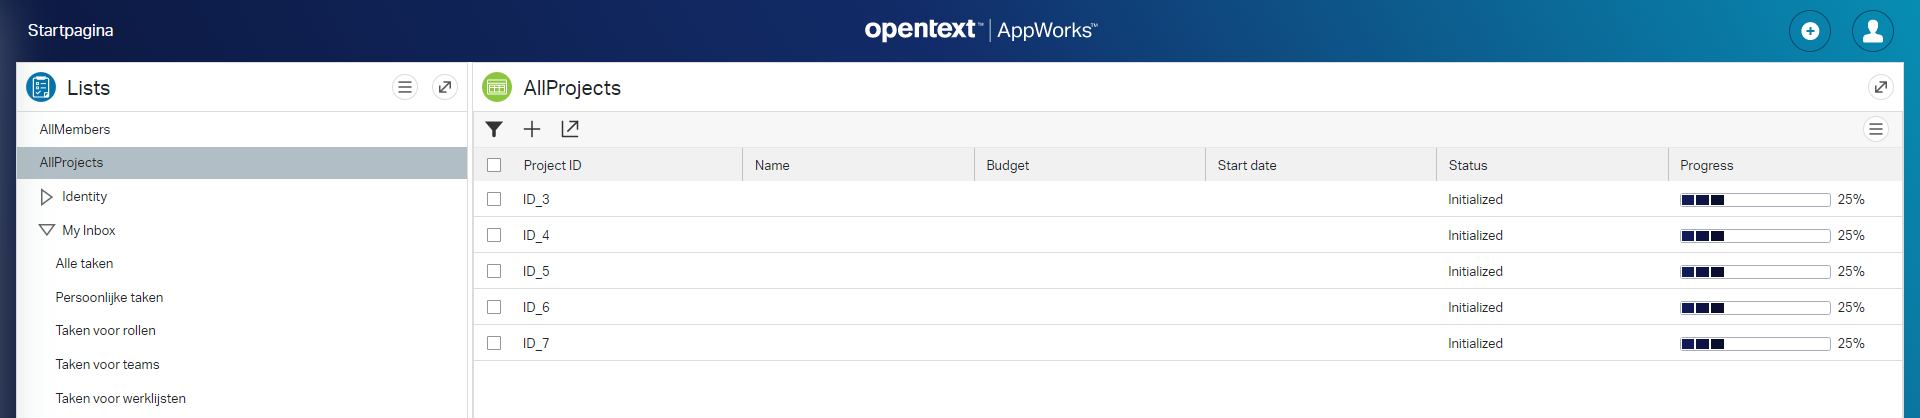 Startpagina
opentext™ | AppWorks™
Lists
AllMembers
AllProjects
Identity
My Inbox
Alle taken
Persoonlijke taken
Taken voor rollen
Taken voor teams
Taken voor werklijsten
AllProjects
Project ID Name Budget Start date Status Progress
ID_3 Initialized 25%
ID_4 Initialized 25%
ID_5 Initialized 25%
ID_6 Initialized 25%
ID_7 Initialized 25%